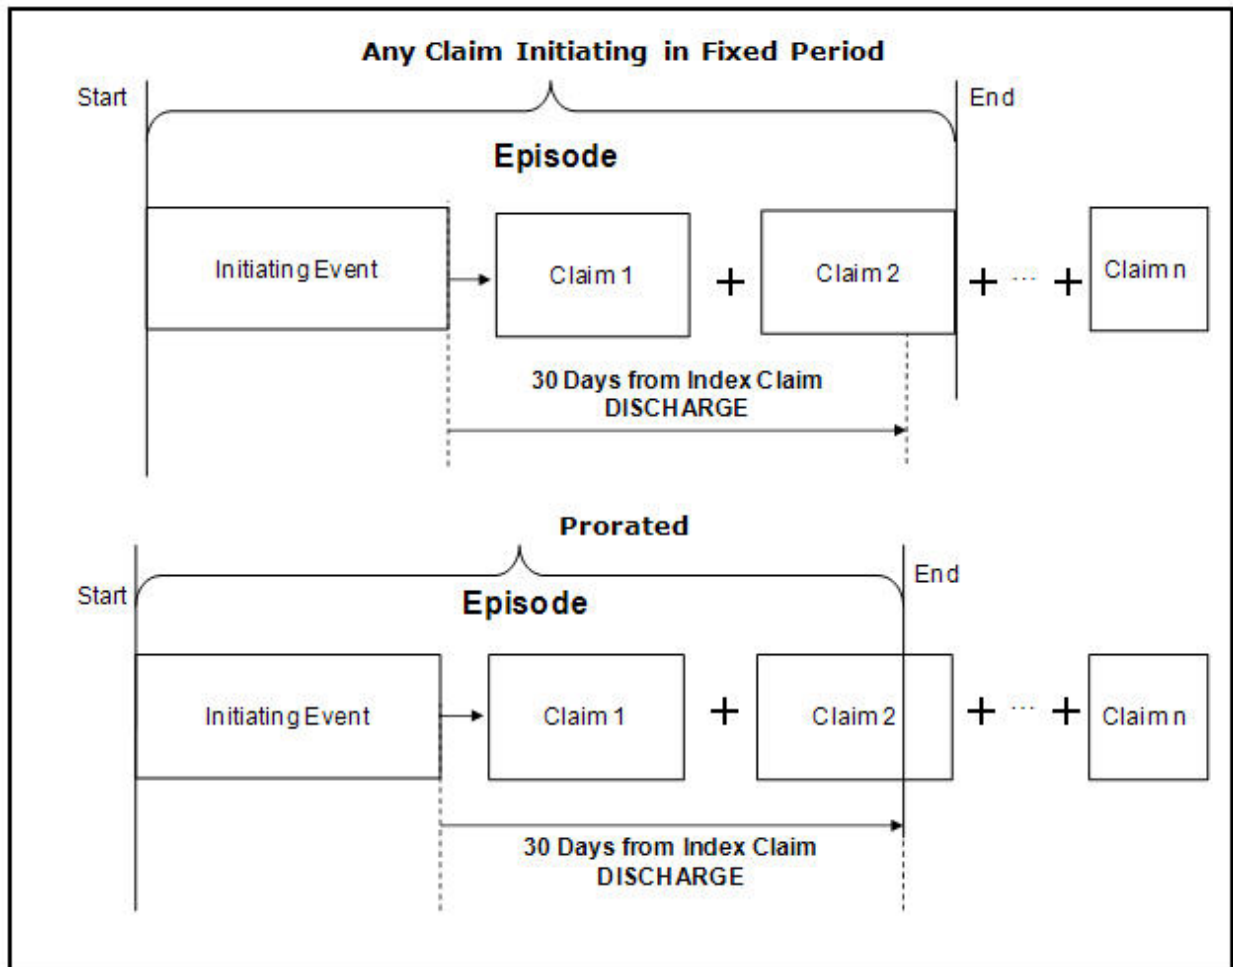 Any Claim Initiating in Fixed Period
Start
End
Episode
Initiating Event
Claim 1
+
Claim 2
+ ... +
Claim n
30 Days from Index Claim
DISCHARGE
Prorated
Start
End
Episode
Initiating Event
Claim 1
+
Claim 2
+ ... +
Claim n
30 Days from Index Claim
DISCHARGE